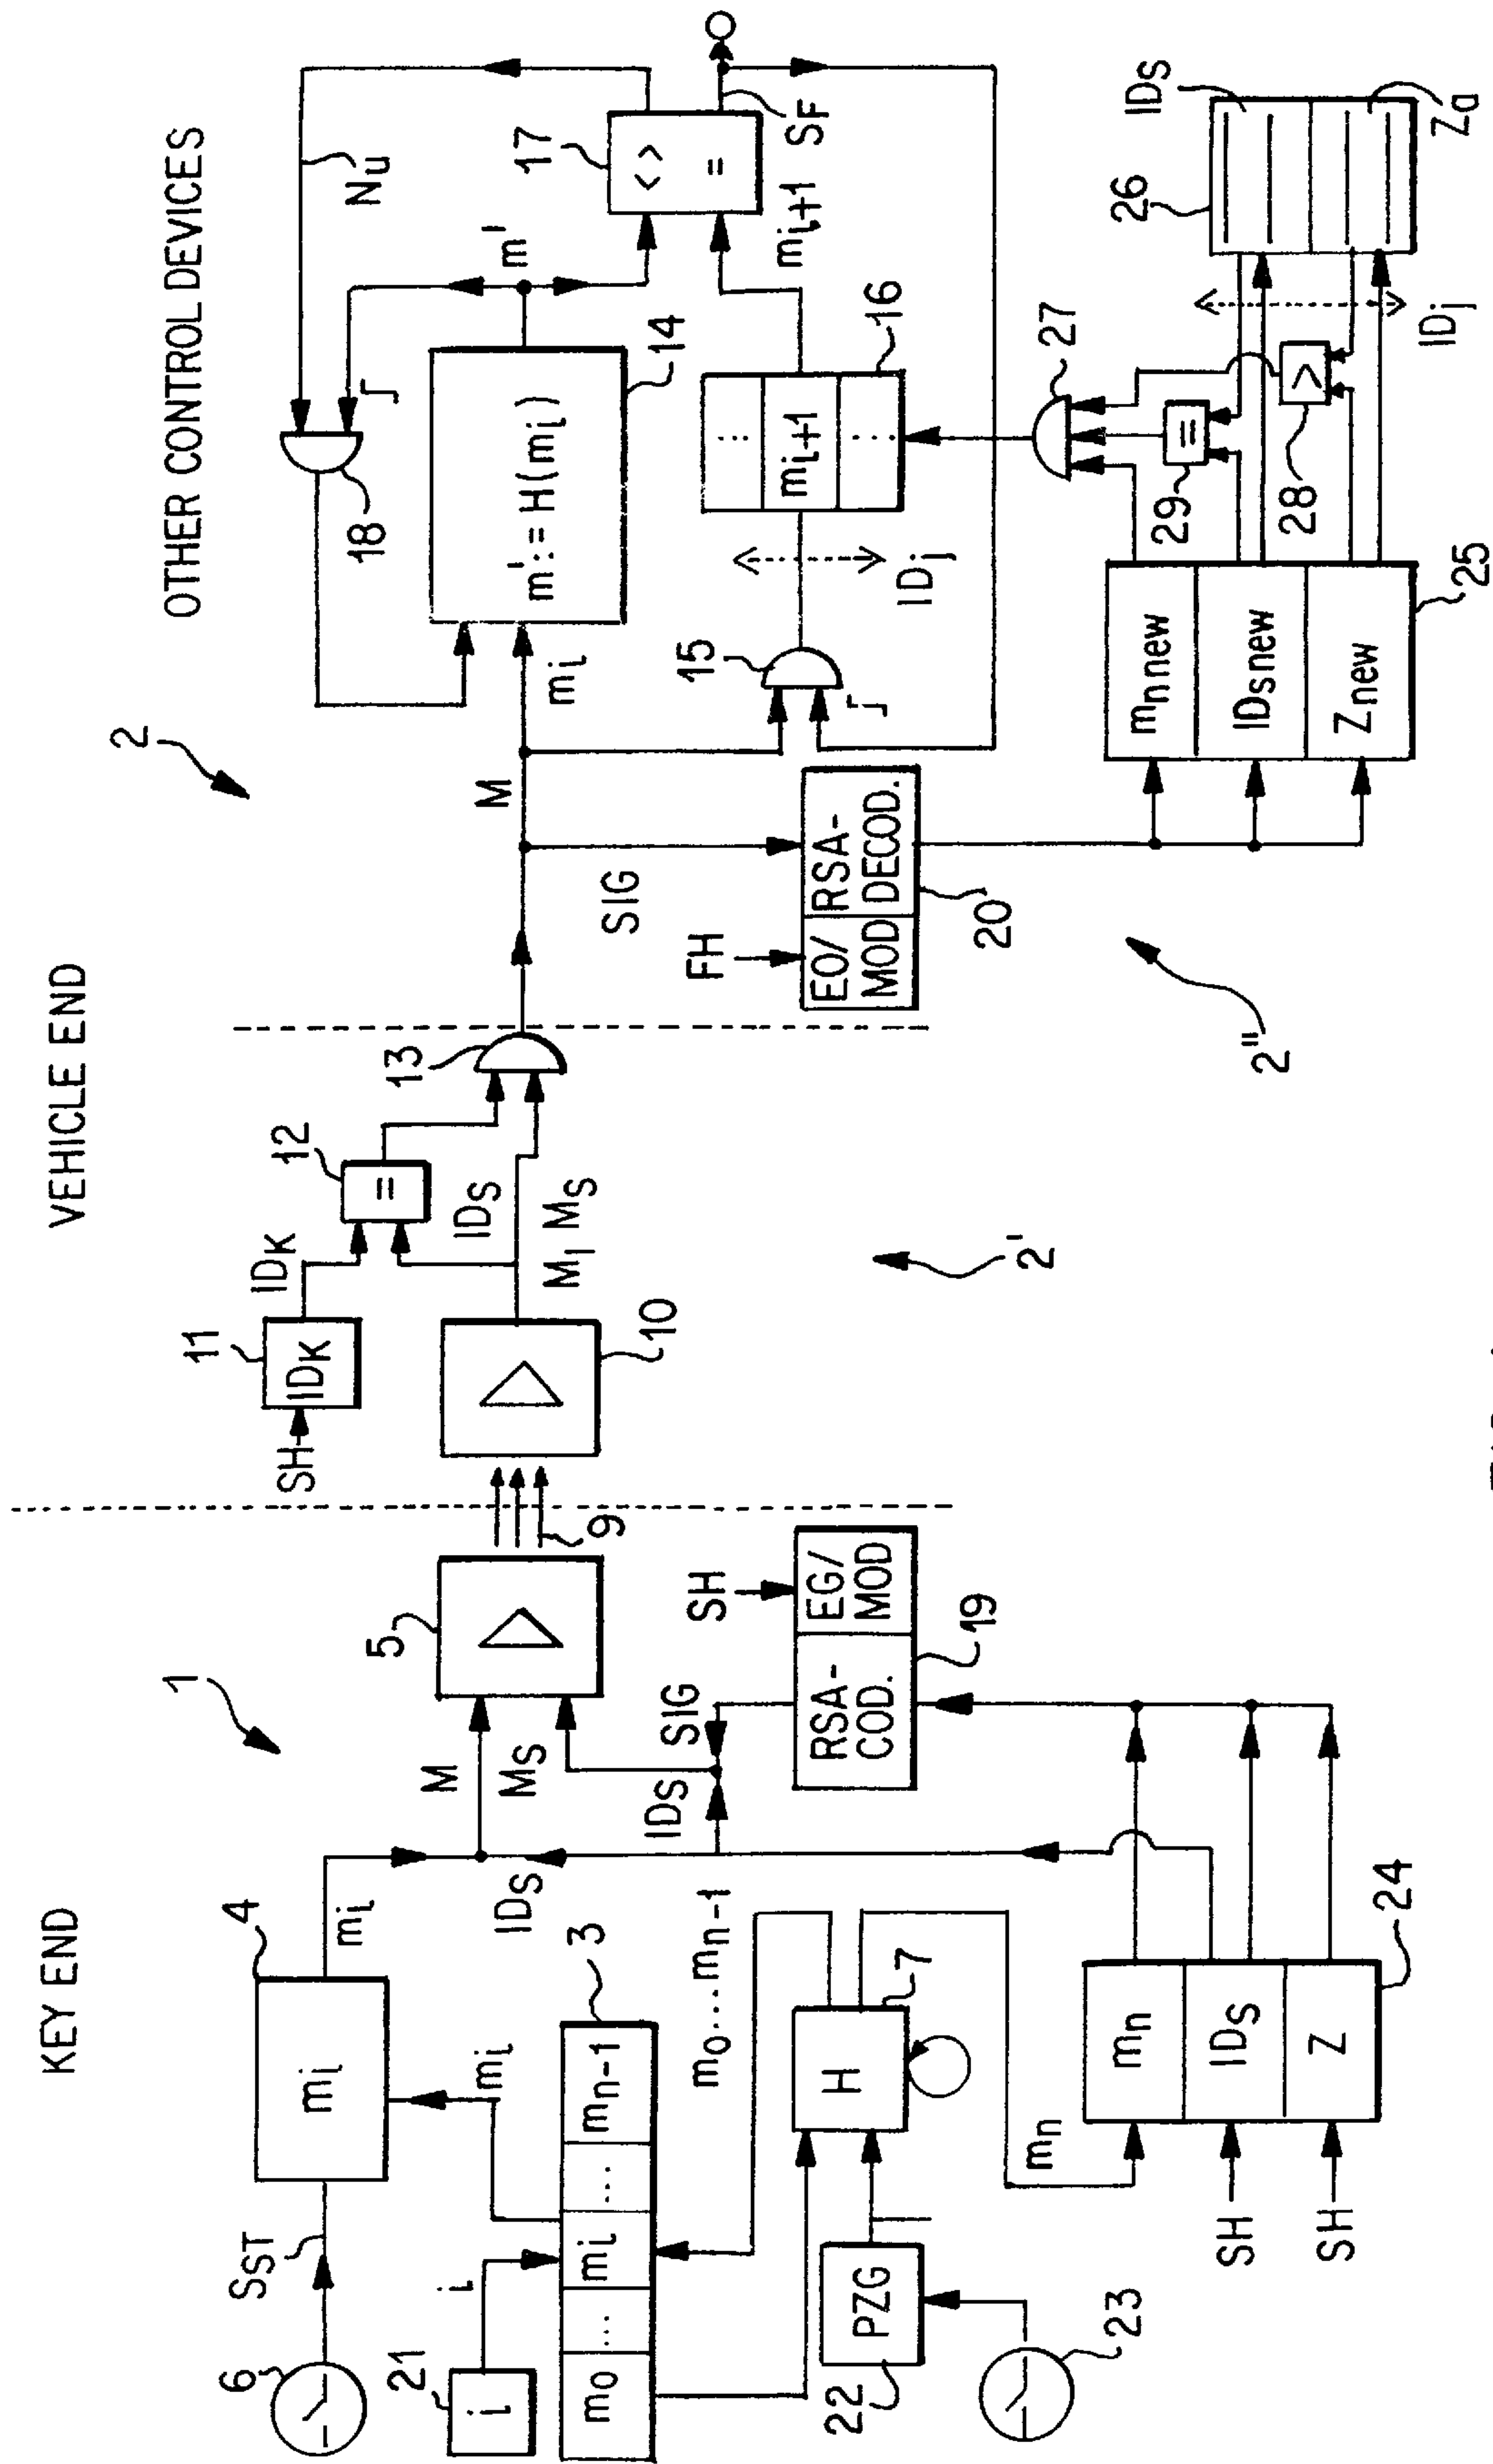 KEY END
VEHICLE END
OTHER CONTROL DEVICES
1
2
2'
2"
6
SST
4
mi
mi
mi
21
i
i
3
m0
...
mi
...
mn-1
m0...mn-1
22
PZG
23
H
7
mn
mn
IDS
Z
24
SH
SH
IDS
M
MS
IDS
SIG
5
9
SH
RSA-
COD.
EG/
MOD
19
SH
11
IDK
IDK
12
=
10
IDS
M, MS
13
M
SIG
FH
EO/
MOD
RSA-
DECOD.
20
mi
m':=H(mi)
14
m'
18
Nu
17
< >
=
SF
mi+1
15
IDj
...
mi+1
...
16
27
29
=
28
>
mnnew
IDsnew
Znew
25
26
IDS
Za
IDj